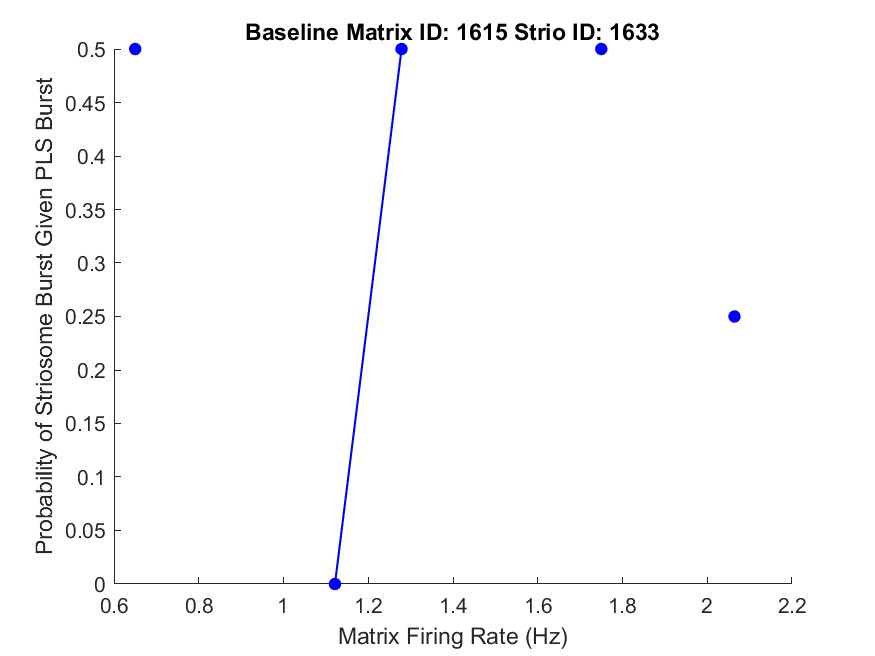 Baseline Matrix ID: 1615 Strio ID: 1633
Probability of Striosome Burst Given PLS Burst
0.5
0.45
0.4
0.35
0.3
0.25
0.2
0.15
0.1
0.05
0
0.6 0.8 1 1.2 1.4 1.6 1.8 2 2.2
Matrix Firing Rate (Hz)